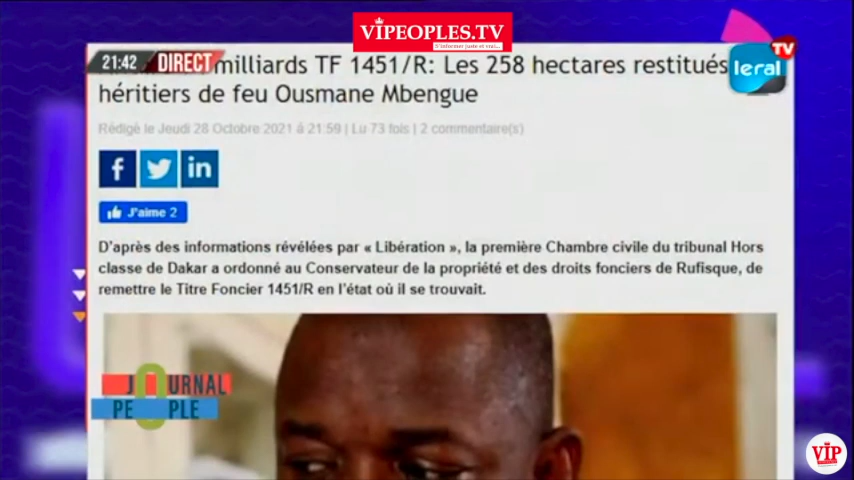 VIPEOPLES.TV
S'informer juste et vrai...
21:42 DIRECT
milliards TF 1451/R: Les 258 hectares restitués
héritiers de feu Ousmane Mbengue
Rédigé le Jeudi 28 Octobre 2021 à 21:59 | Lu 73 fois | 2 commentaire(s)
J'aime 2
D'après des informations révélées par « Libération », la première Chambre civile du tribunal Hors
classe de Dakar a ordonné au Conservateur de la propriété et des droits fonciers de Rufisque, de
remettre le Titre Foncier 1451/R en l'état où il se trouvait.
leral TV
JOURNAL
PEOPLE
VIP